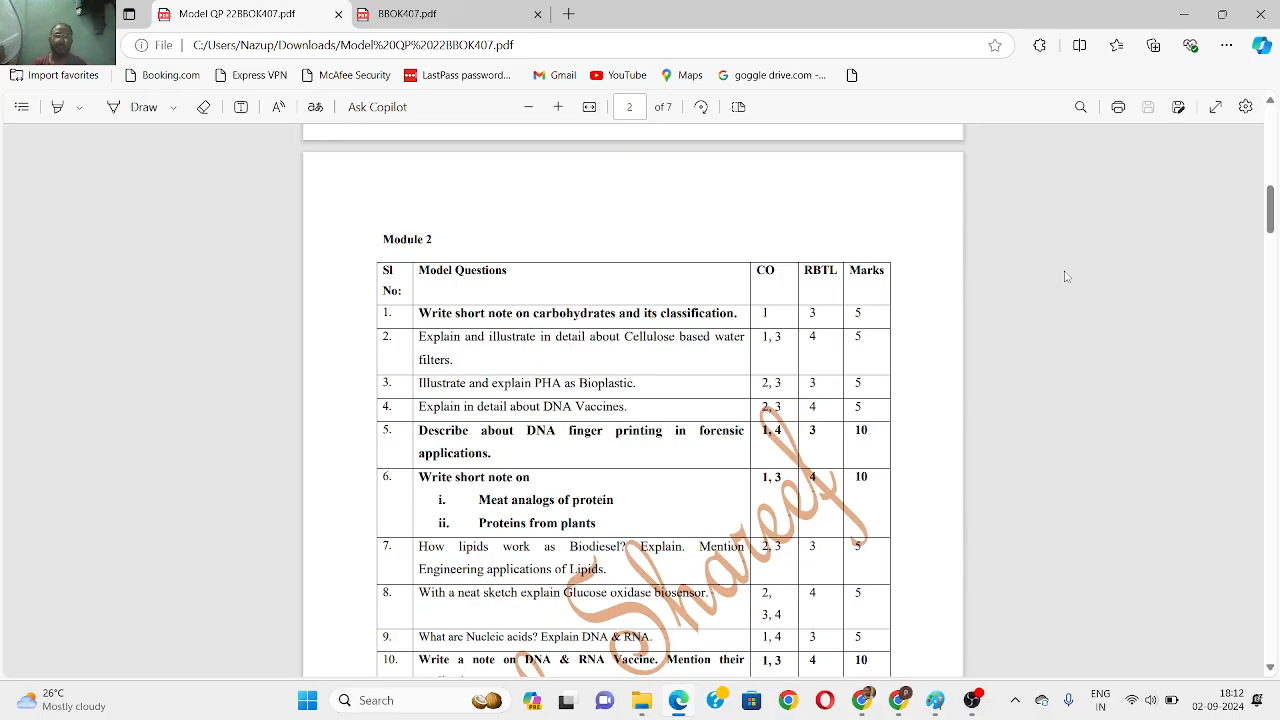 Model QP 22BBOK407.pdf
BBOK407.pdf
File C:/Users/Nazup/Downloads/Model%20QP%2022BBOK407.pdf
Import favorites Booking.com Express VPN McAfee Security LastPass password... Gmail YouTube Maps goggle drive.com -...
Draw Ask Copilot 2 of 7
Module 2
Sl No: Model Questions CO RBTL Marks
1. Write short note on carbohydrates and its classification. 1 3 5
2. Explain and illustrate in detail about Cellulose based water 1, 3 4 5
filters.
3. Illustrate and explain PHA as Bioplastic. 2, 3 3 5
4. Explain in detail about DNA Vaccines. 2, 3 4 5
5. Describe about DNA finger printing in forensic 1, 4 3 10
applications.
6. Write short note on 1, 3 4 10
i. Meat analogs of protein
ii. Proteins from plants
7. How lipids work as Biodiesel? Explain. Mention 2, 3 3 5
Engineering applications of Lipids.
8. With a neat sketch explain Glucose oxidase biosensor. 2, 4 5
3, 4
9. What are Nucleic acids? Explain DNA & RNA. 1, 4 3 5
10. Write a note on DNA & RNA Vaccine. Mention their 1, 3 4 10
Shareef
26°C
Mostly cloudy
Search
ENG
IN
18:12
02-09-2024